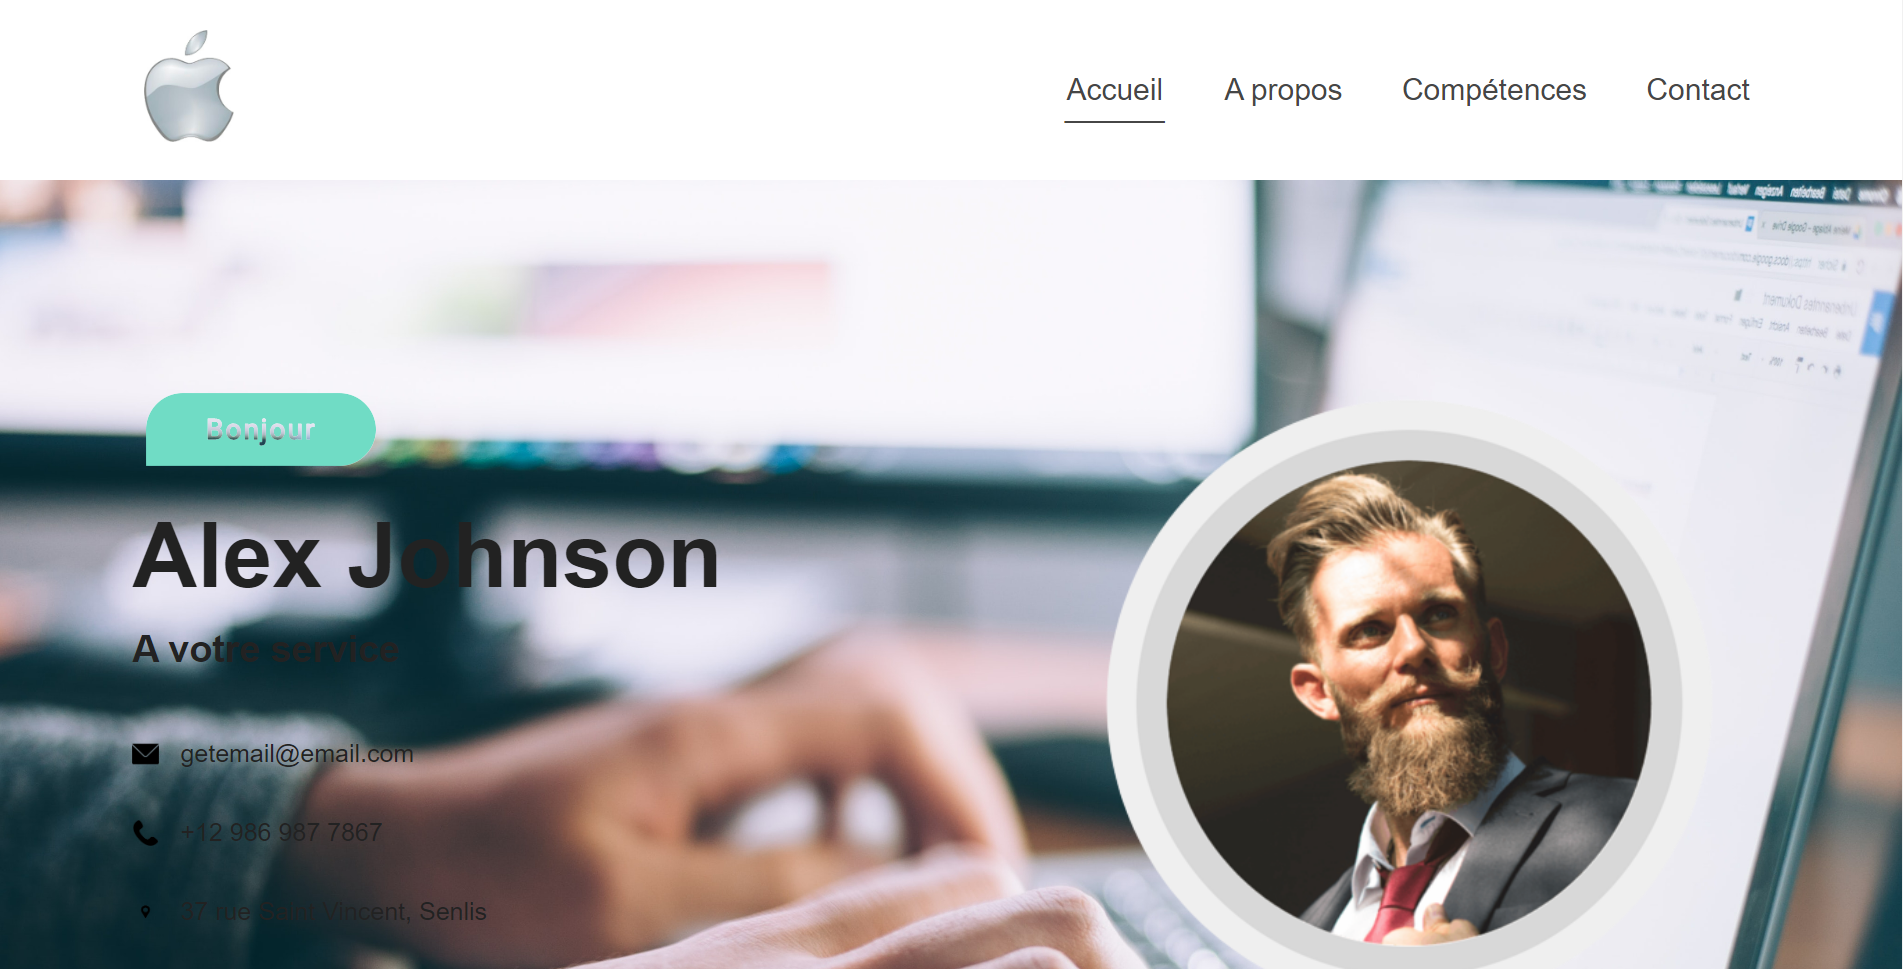 Accueil
A propos
Compétences
Contact
Bonjour
Alex Johnson
A votre service
getemail@email.com
+12 986 987 7867
37 rue Saint Vincent, Senlis